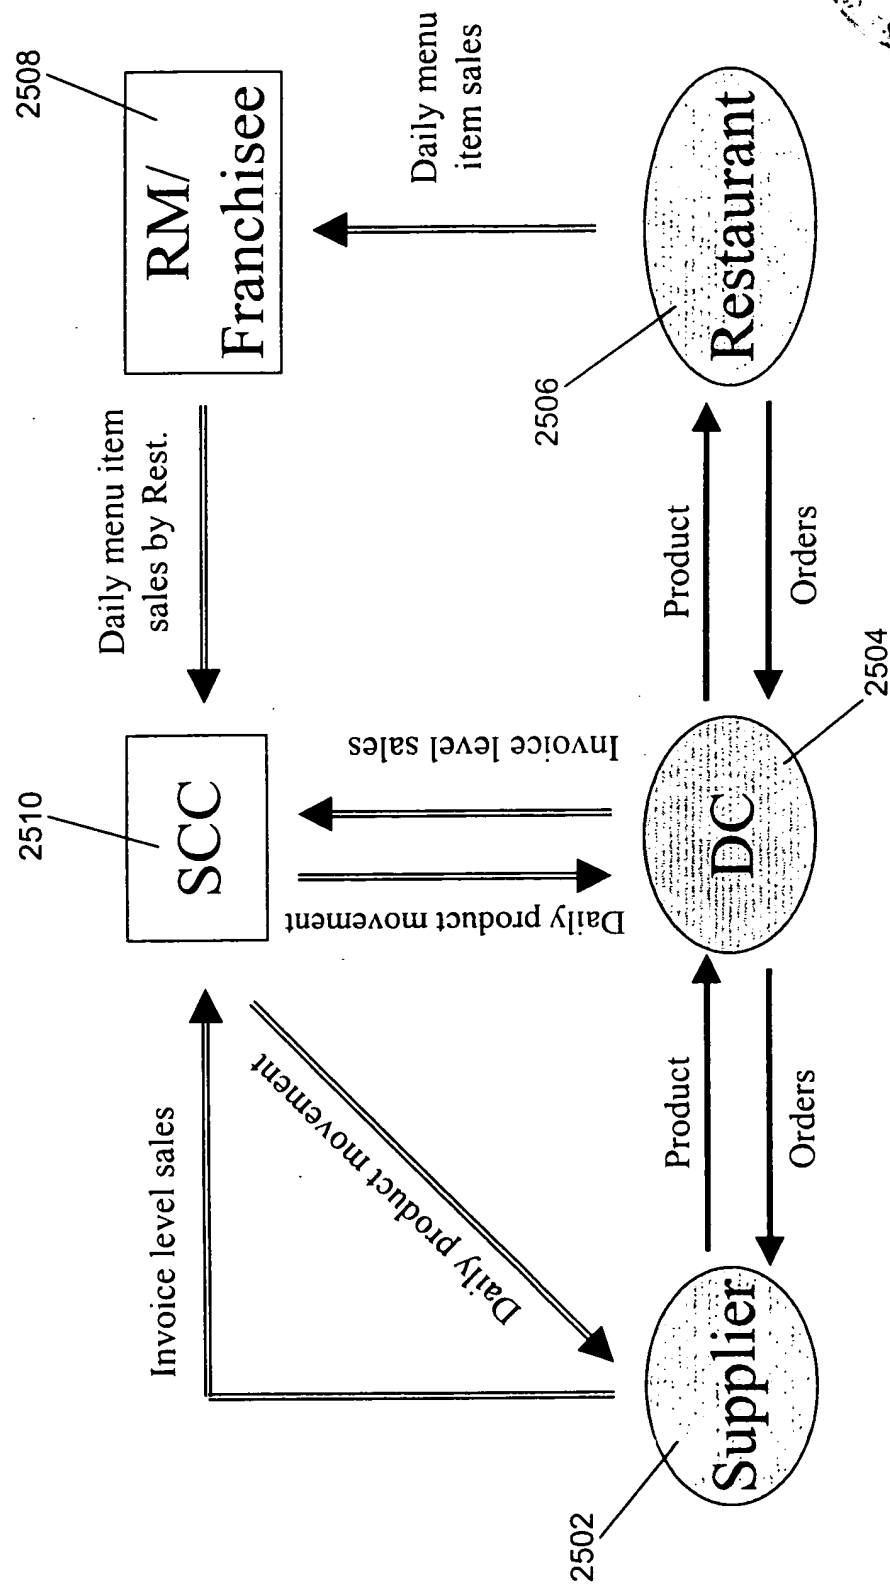 2510
2508
SCC
RM/
Franchisee
Invoice level sales
Daily menu item
sales by Rest.
Daily product movement
Daily product movement
Invoice level sales
Daily menu
item sales
2502
Supplier
Product
Orders
DC
2504
Product
Orders
2506
Restaurant